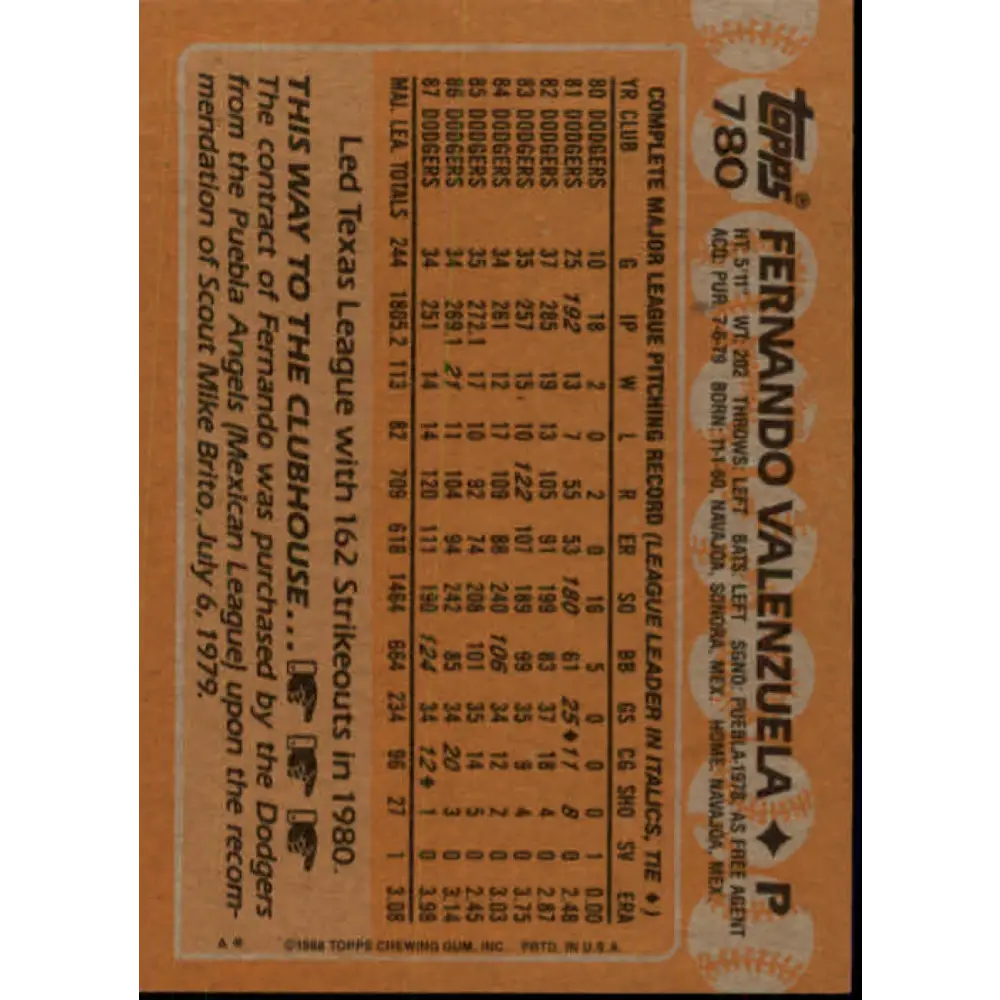 Topps® FERNANDO VALENZUELA ♦ P
780 HT: 5'11" WT: 202 THROWS: LEFT BATS: LEFT SGND: PUEBLA-1978, AS FREE AGENT
ACQ: PUR, 7-6-79 BORN: 11-1-60, NAVAJOA, SONORA, MEX. HOME: NAVAJOA, MEX.
COMPLETE MAJOR LEAGUE PITCHING RECORD (LEAGUE LEADER IN ITALICS, TIE ♦)
YR CLUB G IP W L R ER SO BB GS CG SHO SV ERA
80 DODGERS 10 18 2 0 2 0 16 5 0 0 0 1 0.00
81 DODGERS 25 192 13 7 55 53 180 61 25♦ 11 8 0 2.48
82 DODGERS 37 285 19 13 105 91 199 83 37 18 4 0 2.87
83 DODGERS 35 257 15 10 122 107 189 99 35 9 4 0 3.75
84 DODGERS 34 261 12 17 109 88 240 106 34 12 2 0 3.03
85 DODGERS 35 272.1 17 10 92 74 208 101 35 14 5 0 2.45
86 DODGERS 34 269.1 21 11 104 94 242 85 34 20 3 0 3.14
87 DODGERS 34 251 14 14 120 111 190 124 34 12♦ 1 0 3.98
MAJ. LEA. TOTALS 244 1805.2 113 82 709 618 1464 664 234 96 27 1 3.08
Led Texas League with 162 Strikeouts in 1980.
THIS WAY TO THE CLUBHOUSE...
The contract of Fernando was purchased by the Dodgers
from the Puebla Angels (Mexican League) upon the recom-
mendation of Scout Mike Brito, July 6, 1979.
©1988 TOPPS CHEWING GUM, INC. PRTD. IN U.S.A.
A*